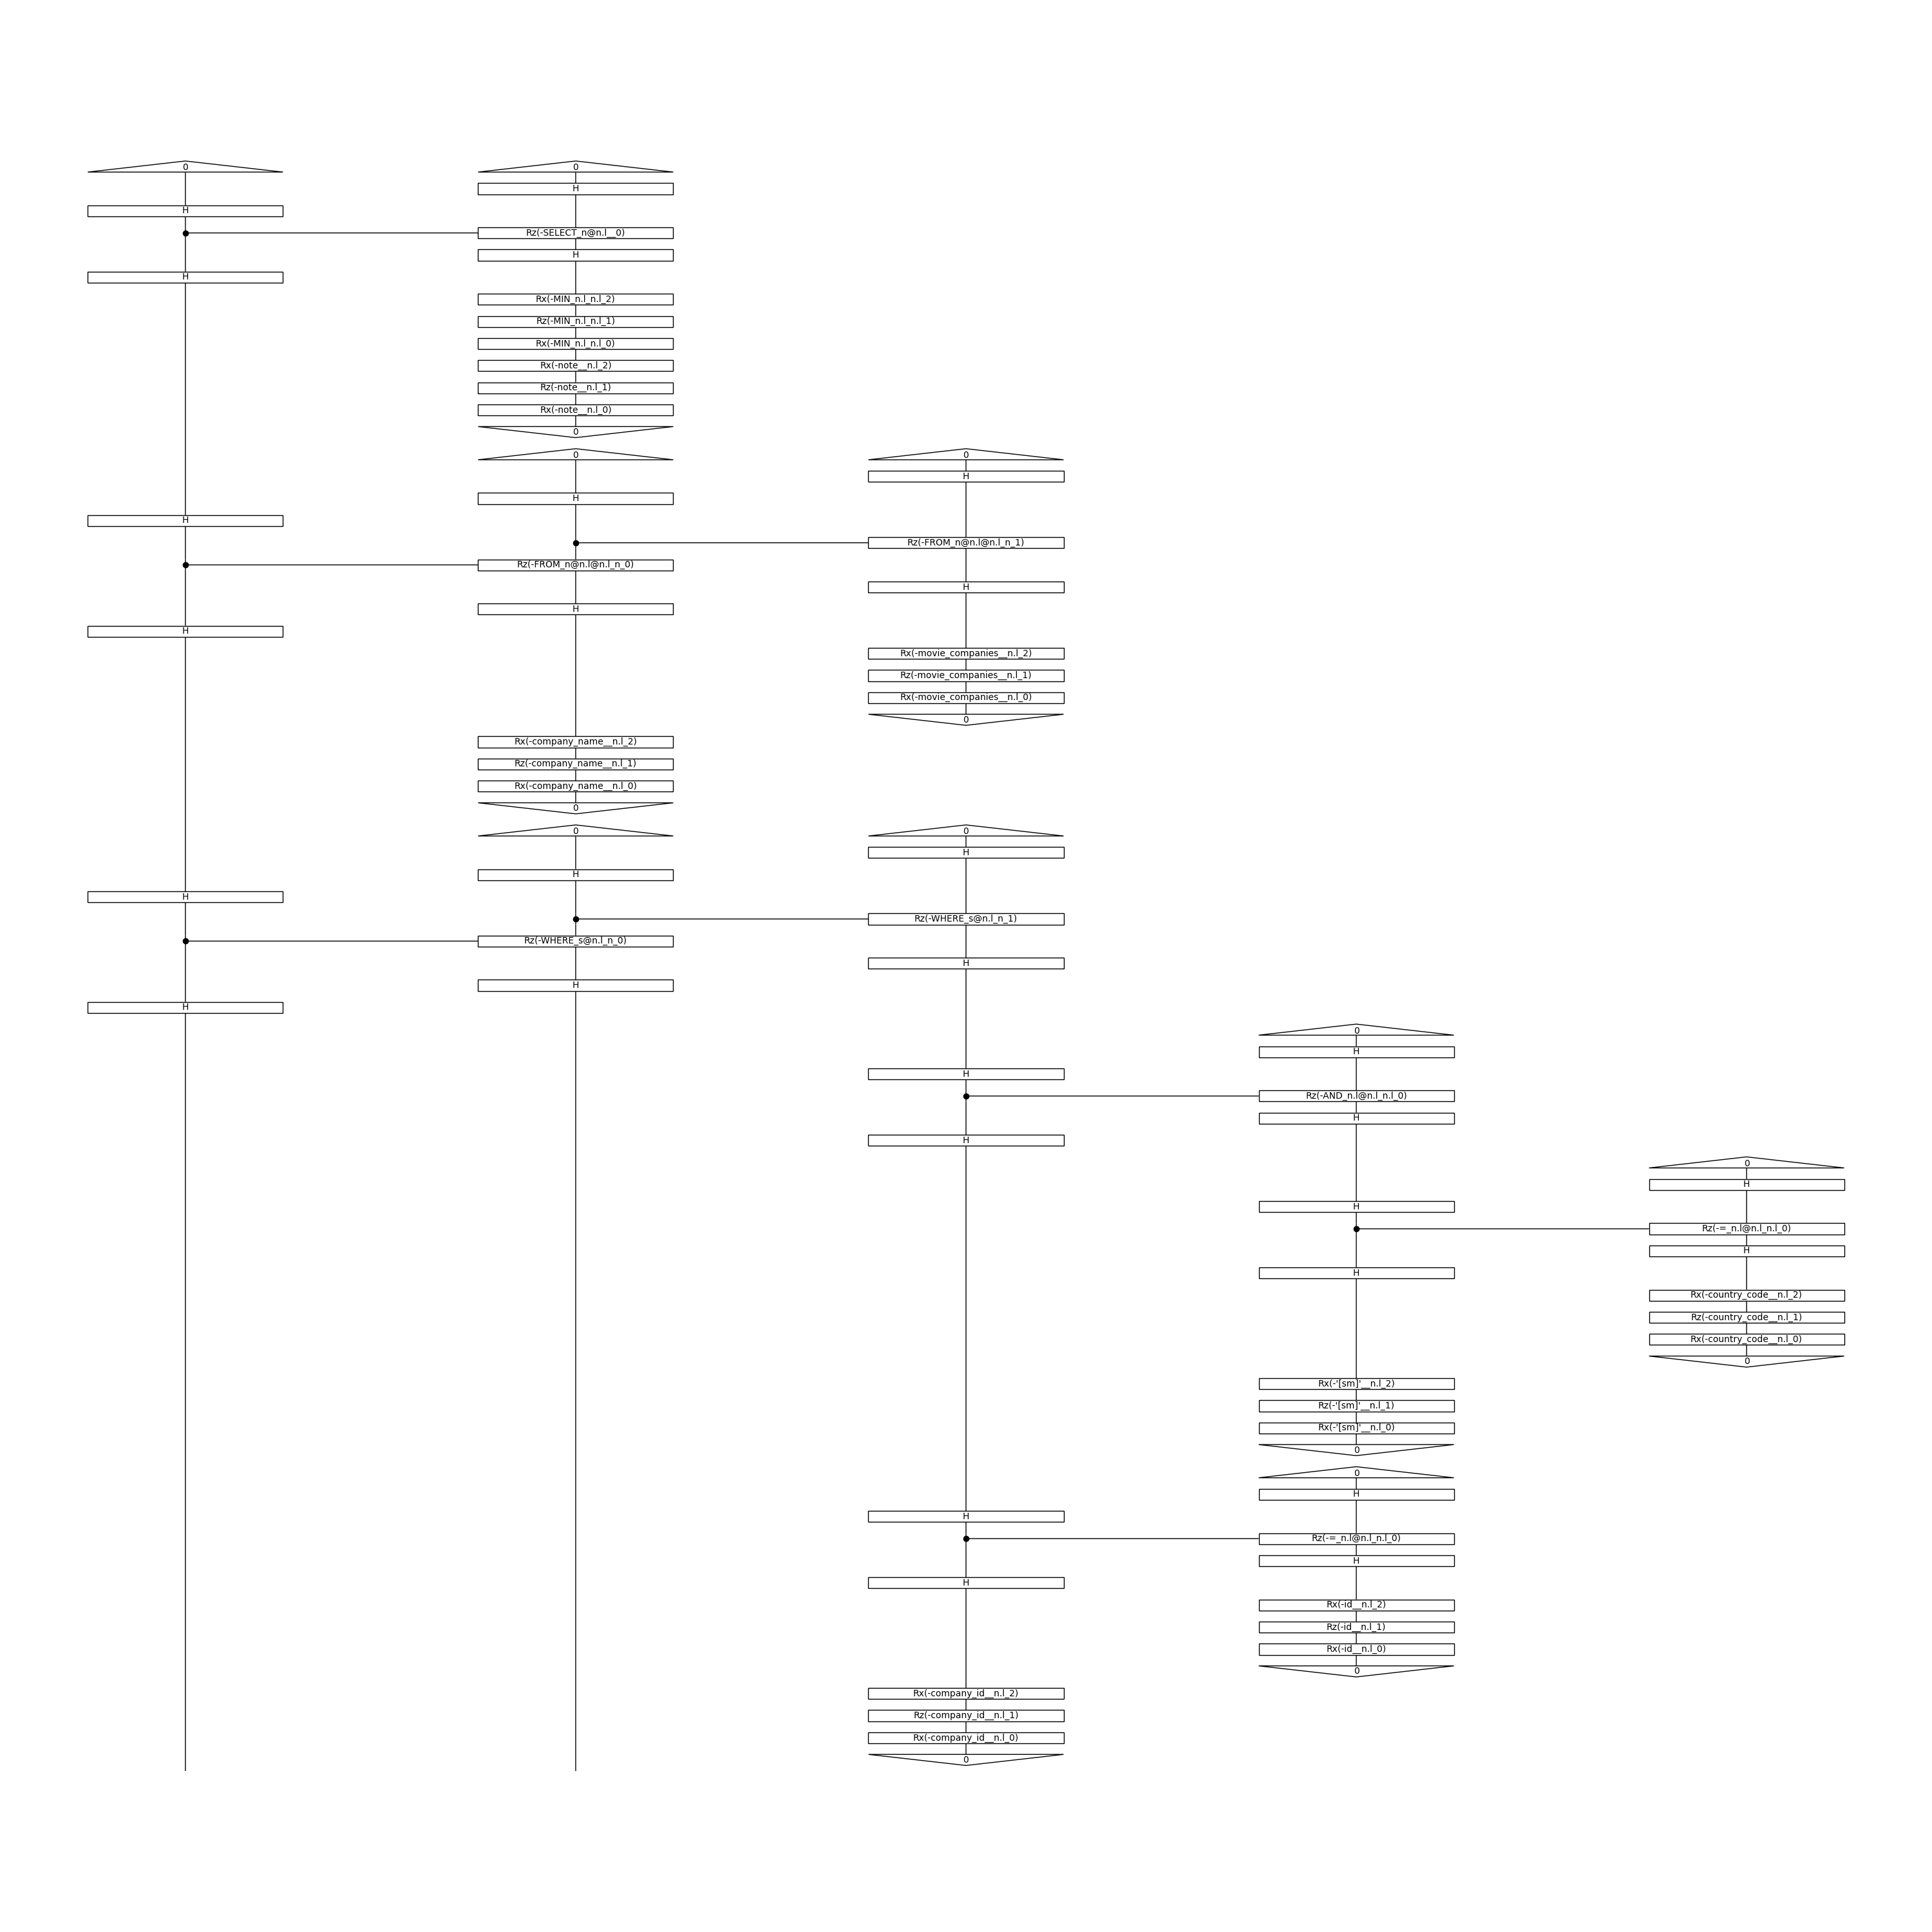 0 0
H
H
Rz(-SELECT_n@n.l__0)
H
H
Rx(-MIN_n.l_n.l_2)
Rz(-MIN_n.l_n.l_1)
Rx(-MIN_n.l_n.l_0)
Rx(-note__n.l_2)
Rz(-note__n.l_1)
Rx(-note__n.l_0)
0
0 0
H
H
H
Rz(-FROM_n@n.l@n.l_n_1)
Rz(-FROM_n@n.l@n.l_n_0)
H
H
H
Rx(-movie_companies__n.l_2)
Rz(-movie_companies__n.l_1)
Rx(-movie_companies__n.l_0)
0
Rx(-company_name__n.l_2)
Rz(-company_name__n.l_1)
Rx(-company_name__n.l_0)
0
0 0
H
H
H
Rz(-WHERE_s@n.l_n_1)
Rz(-WHERE_s@n.l_n_0)
H
H
H
0
H
H
Rz(-AND_n.l@n.l_n.l_0)
H
H
0
H
H
Rz(-=_n.l@n.l_n.l_0)
H
H
Rx(-country_code__n.l_2)
Rz(-country_code__n.l_1)
Rx(-country_code__n.l_0)
0
Rx(-'[sm]'__n.l_2)
Rz(-'[sm]'__n.l_1)
Rx(-'[sm]'__n.l_0)
0
0
H
H
Rz(-=_n.l@n.l_n.l_0)
H
H
Rx(-id__n.l_2)
Rz(-id__n.l_1)
Rx(-id__n.l_0)
0
Rx(-company_id__n.l_2)
Rz(-company_id__n.l_1)
Rx(-company_id__n.l_0)
0